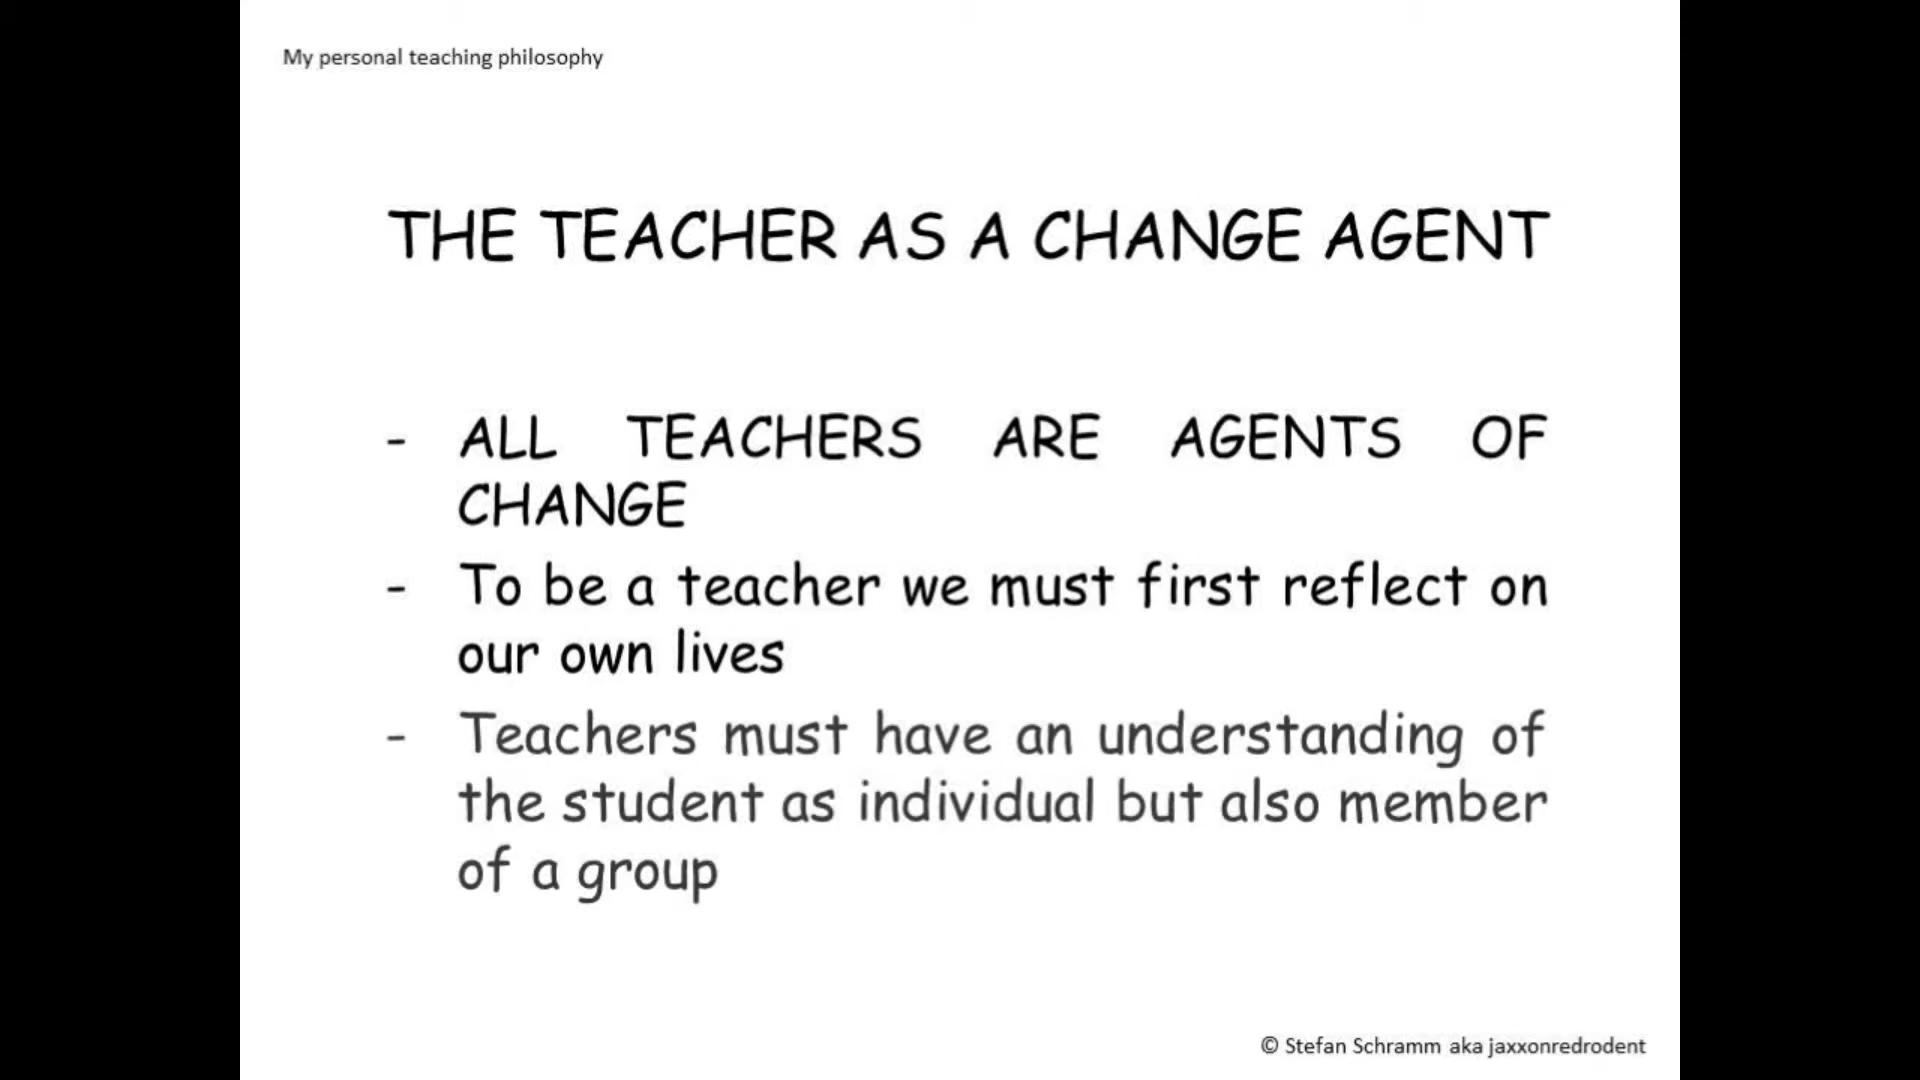 My personal teaching philosophy
THE TEACHER AS A CHANGE AGENT
- ALL TEACHERS ARE AGENTS OF
CHANGE
- To be a teacher we must first reflect on
our own lives
- Teachers must have an understanding of
the student as individual but also member
of a group
© Stefan Schramm aka jaxxonredrodent